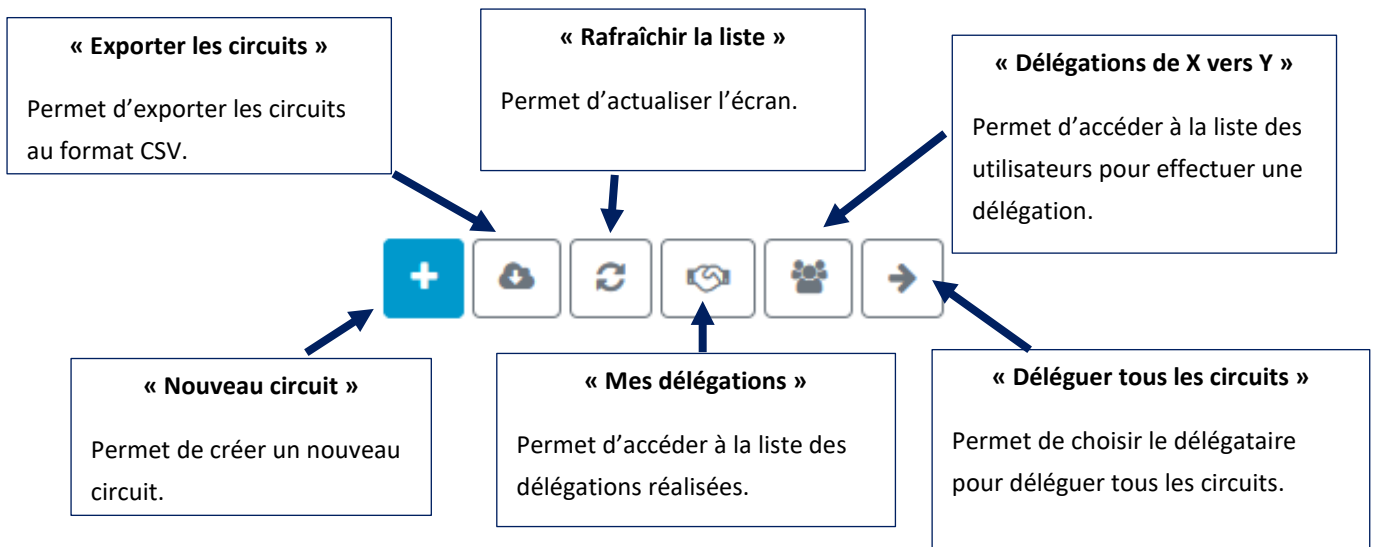 « Exporter les circuits »
Permet d’exporter les circuits
au format CSV.
« Rafraîchir la liste »
Permet d’actualiser l’écran.
« Délégations de X vers Y »
Permet d’accéder à la liste des
utilisateurs pour effectuer une
délégation.
« Nouveau circuit »
Permet de créer un nouveau
circuit.
« Mes délégations »
Permet d’accéder à la liste des
délégations réalisées.
« Déléguer tous les circuits »
Permet de choisir le délégataire
pour déléguer tous les circuits.